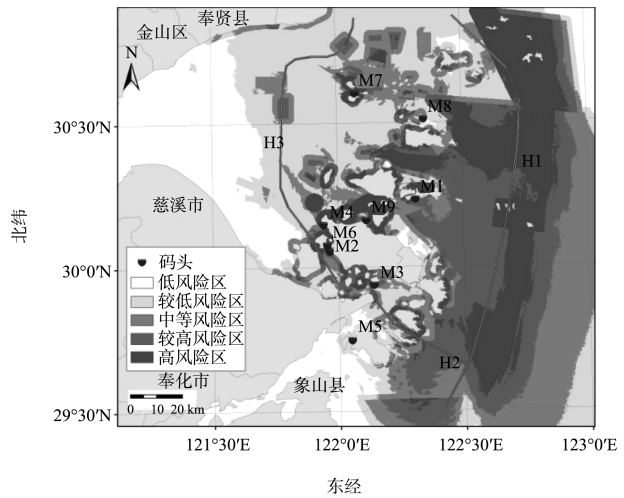 奉贤县
金山区
N
M7
M8
30°30′N
H3
H1
M1
慈溪市
M4
M9
M6
M2
北纬
30°00′N
码头
M3
低风险区
较低风险区
中等风险区
M5
较高风险区
高风险区
H2
奉化市
象山县
0 10 20 km
29°30′N
121°30′E
122°00′E
122°30′E
123°00′E
东经